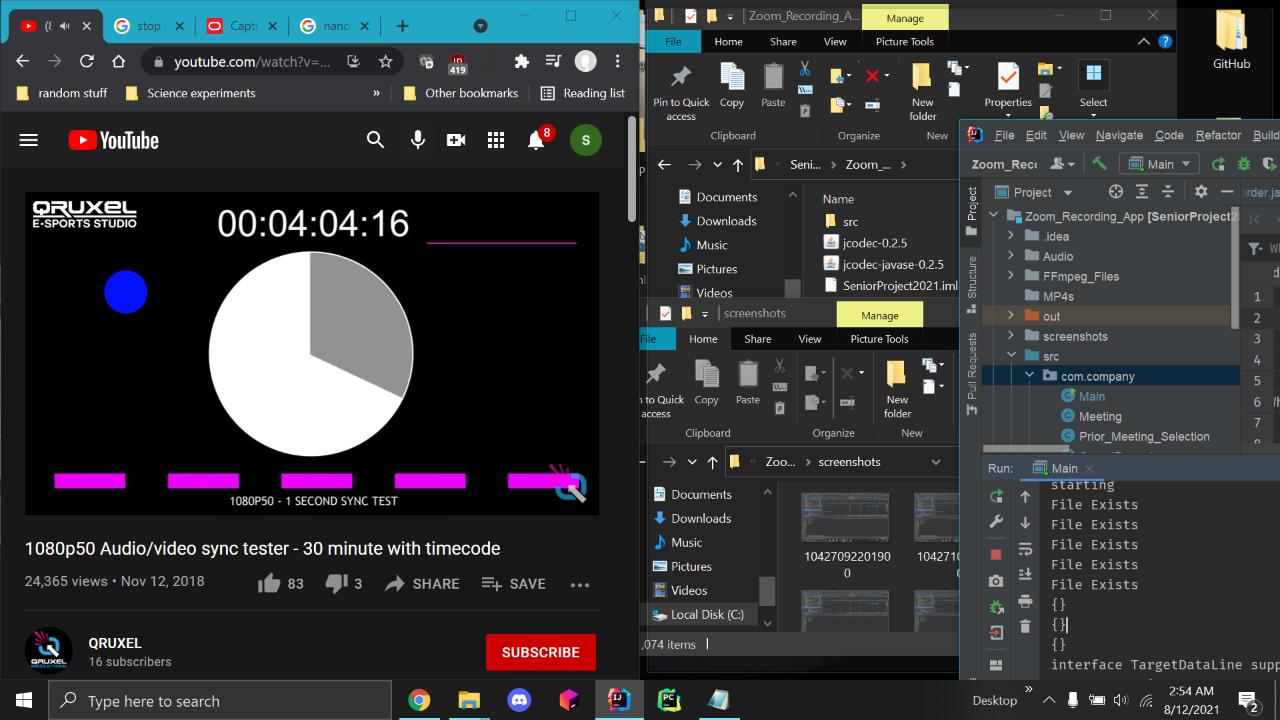 stop
Captu
nano
youtube.com/watch?v=...
419
random stuff
Science experiments
»
Other bookmarks
Reading list
YouTube
8
S
QRUXEL
E-SPORTS STUDIO
00:04:04:16
1080P50 - 1 SECOND SYNC TEST
1080p50 Audio/video sync tester - 30 minute with timecode
24,365 views • Nov 12, 2018
83
3
SHARE
SAVE
QRUXEL
PRODUCTIONS
QRUXEL
16 subscribers
SUBSCRIBE
Zoom_Recording_A...
Manage
File
Home
Share
View
Picture Tools
Pin to Quick access
Copy
Paste
New folder
Properties
Select
Clipboard
Organize
New
Seni...
Zoom_...
Documents
Downloads
Music
Pictures
Videos
Name
src
jcodec-0.2.5
jcodec-javase-0.2.5
SeniorProject2021.iml
screenshots
Manage
File
Home
Share
View
Picture Tools
n to Quick access
Copy
Paste
New folder
Clipboard
Organize
New
Zoo...
screenshots
Documents
Downloads
Music
Pictures
Videos
Local Disk (C:)
1042709220190
0
104271
0
,074 items
GitHub
File
Edit
View
Navigate
Code
Refactor
Build
Zoom_Rec
Main
Project
order.j
Project
Structure
Pull Requests
Zoom_Recording_App [SeniorProject2
.idea
Audio
FFmpeg_Files
MP4s
out
screenshots
src
com.company
Main
Meeting
Prior_Meeting_Selection
1
2
3
4
5
6
7
Run:
Main
starting
File Exists
File Exists
File Exists
File Exists
File Exists
{}
{}
{}
interface TargetDataLine supp
Type here to search
Desktop
»
2:54 AM
8/12/2021
2